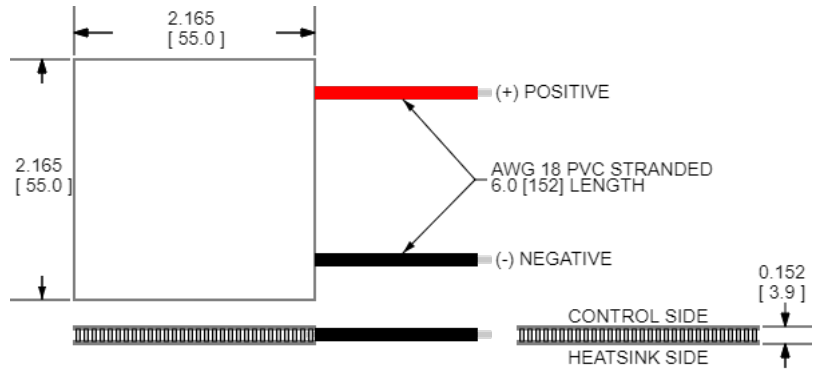 2.165
[ 55.0 ]
(+) POSITIVE
2.165
[ 55.0 ]
AWG 18 PVC STRANDED
6.0 [152] LENGTH
(-) NEGATIVE
0.152
[ 3.9 ]
CONTROL SIDE
HEATSINK SIDE